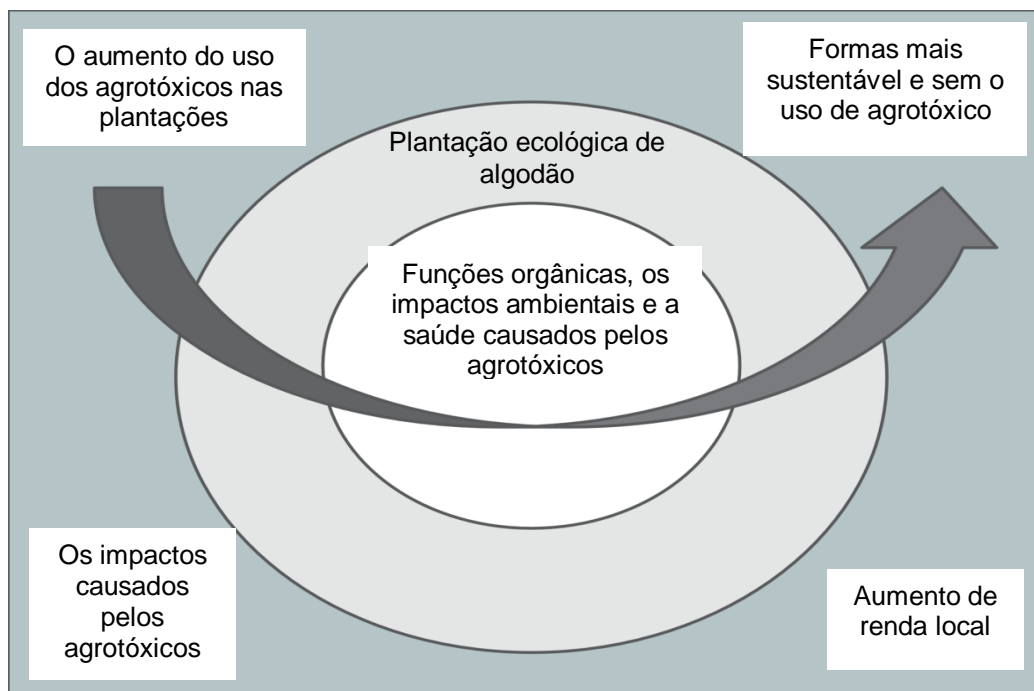 O aumento do uso
dos agrotóxicos nas
plantações
Formas mais
sustentável e sem o
uso de agrotóxico
Plantação ecológica de
algodão
Funções orgânicas, os
impactos ambientais e a
saúde causados pelos
agrotóxicos
Os impactos
causados
pelos
agrotóxicos
Aumento de
renda local